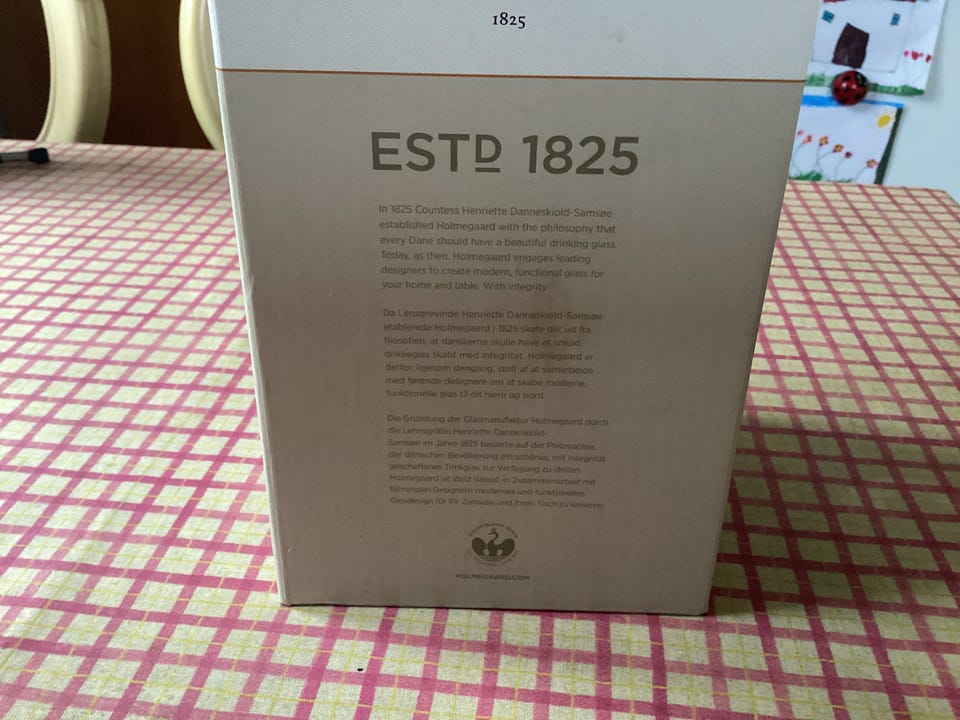 1825
ESTD 1825
In 1825 Countess Henriette Danneskiold-Samsøe
established Holmegaard with the philosophy that
every Dane should have a beautiful drinking glass.
Today, as then, Holmegaard engages leading
designers to create modern, functional glass for
your home and table. With integrity
Da Lensgrevinde Henriette Danneskiold-Samsøe
etablerede Holmegaard i 1825 skete det ud fra
filosofien, at danskerne skulle have et smukt
drikkeglas skabt med integritet. Holmegaard er
derfor, ligesom dengang, stolt af at samarbejde
med førende designere om at skabe moderne,
funktionelle glas til dit hjem og bord.
Die Gründung der Glasmanufaktur Holmegaard durch
die Lehnsgräfin Henriette Danneskiold-
Samsøe im Jahre 1825 basierte auf der Philosophie,
der dänischen Bevölkerung ein schönes, mit Integrität
geschaffenes Trinkglas zur Verfügung zu stellen.
Holmegaard ist stolz darauf, in Zusammenarbeit mit
führenden Designern modernes und funktionelles
Glasdesign für Ihr Zuhause und Ihren Tisch zu kreieren.
HOLMEGAARD.COM